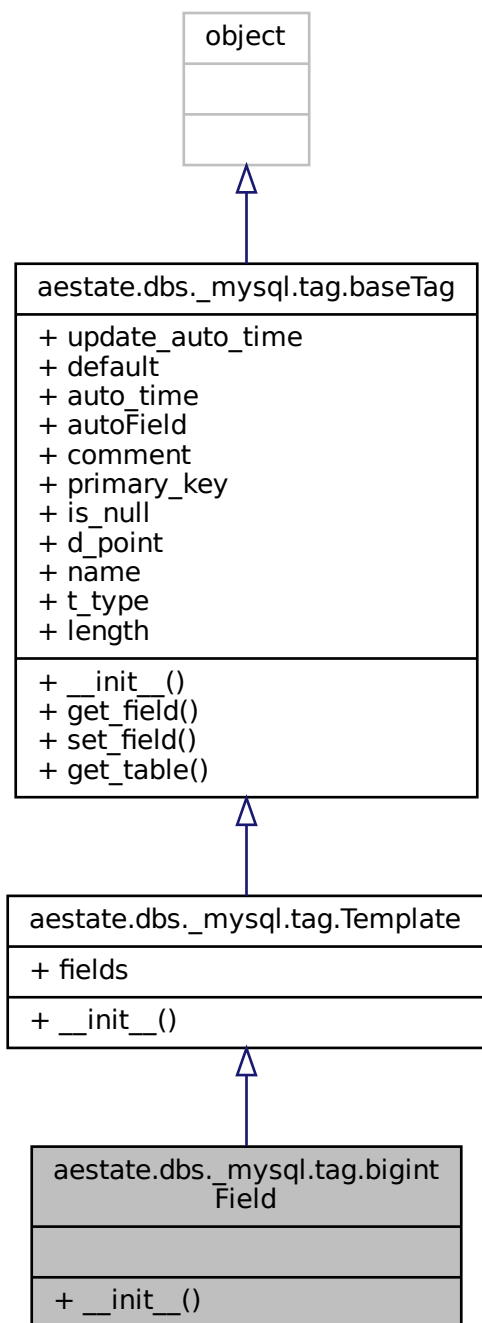 object
aestate.dbs._mysql.tag.baseTag
+ update_auto_time
+ default
+ auto_time
+ autoField
+ comment
+ primary_key
+ is_null
+ d_point
+ name
+ t_type
+ length
+ __init__()
+ get_field()
+ set_field()
+ get_table()
aestate.dbs._mysql.tag.Template
+ fields
+ __init__()
aestate.dbs._mysql.tag.bigint
Field
+ __init__()